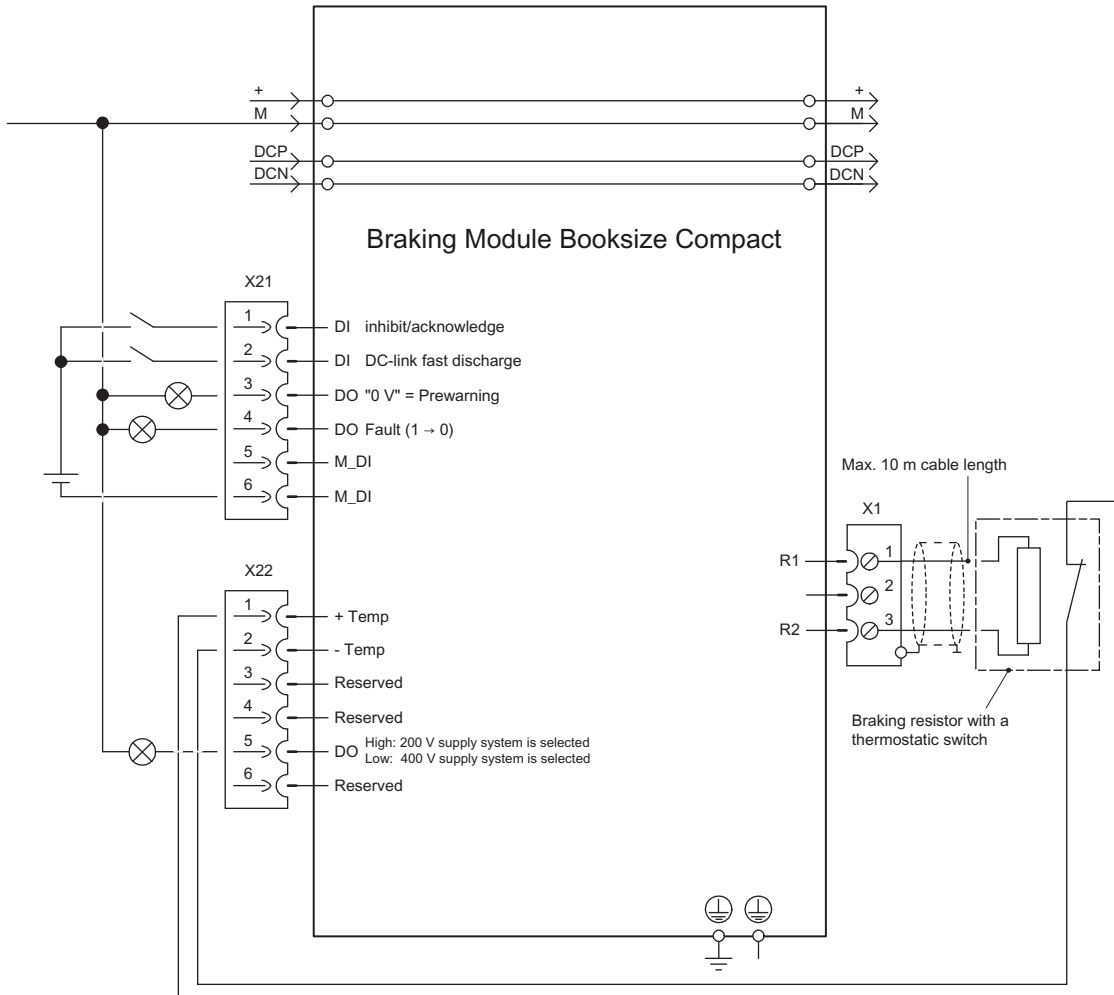 +
M
DCP
DCN
+
M
DCP
DCN
Braking Module Booksize Compact
X21
1
DI inhibit/acknowledge
2
DI DC-link fast discharge
3
DO "0 V" = Prewarning
4
DO Fault (1 → 0)
5
M_DI
6
M_DI
Max. 10 m cable length
X1
R1
1
2
R2
3
Braking resistor with a
thermostatic switch
X22
1
+ Temp
2
- Temp
3
Reserved
4
Reserved
5
DO High: 200 V supply system is selected
Low: 400 V supply system is selected
6
Reserved